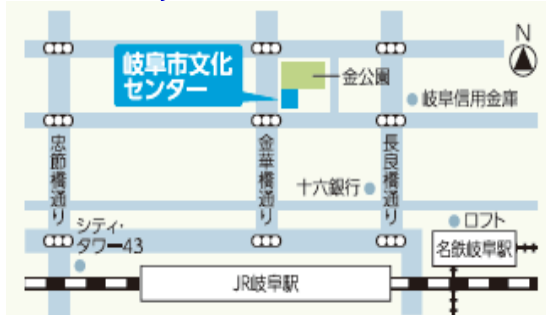 N
岐阜市文化
センター
金公園
岐阜信用金庫
忠節橋通り
金華橋通り
長良橋通り
十六銀行
シティ・
タワー43
ロフト
名鉄岐阜駅
JR岐阜駅